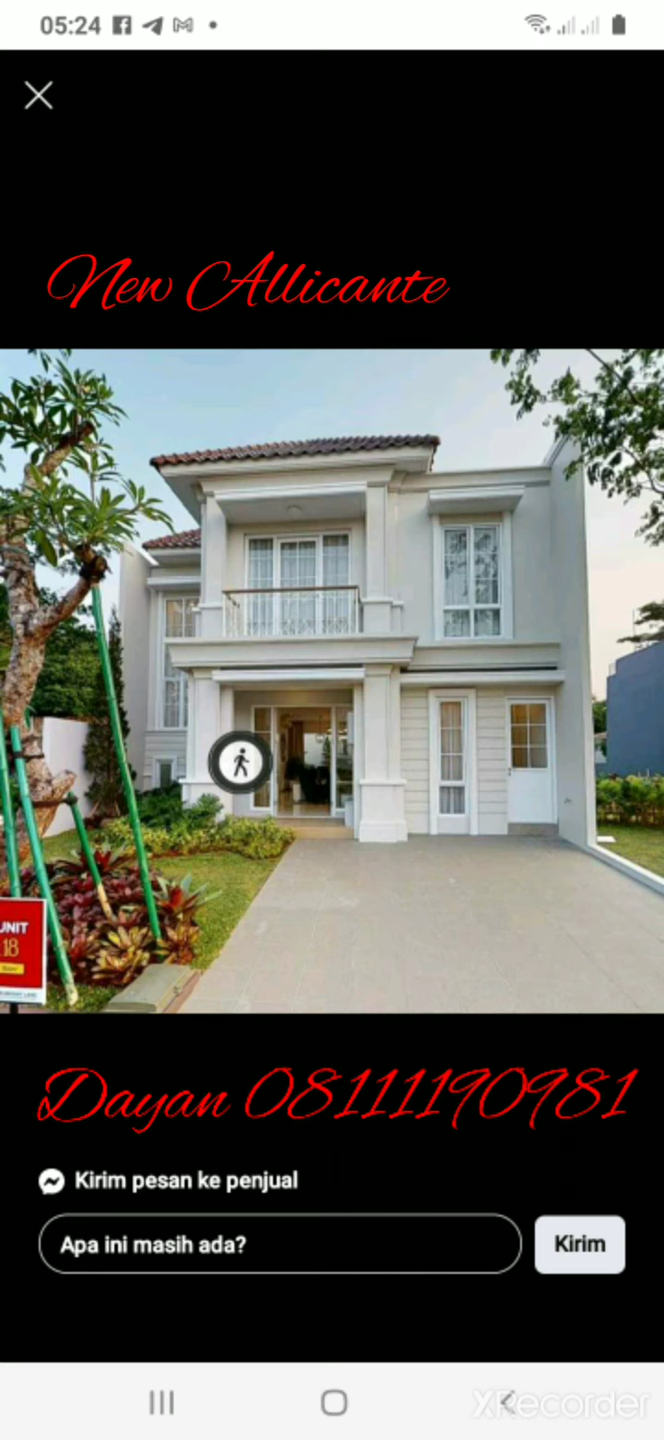 05:24
New Allicante
UNIT
18
Dayan 08111190981
Kirim pesan ke penjual
Apa ini masih ada?
Kirim
XRecorder